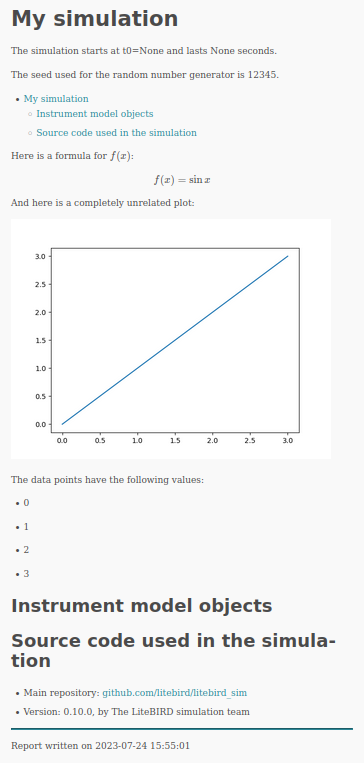 My simulation
The simulation starts at t0=None and lasts None seconds.
The seed used for the random number generator is 12345.
• My simulation
◦ Instrument model objects
◦ Source code used in the simulation
Here is a formula for f(x):
f(x) = sin x
And here is a completely unrelated plot:
3.0
2.5
2.0
1.5
1.0
0.5
0.0
0.0 0.5 1.0 1.5 2.0 2.5 3.0
The data points have the following values:
• 0
• 1
• 2
• 3
Instrument model objects
Source code used in the simula-
tion
• Main repository: github.com/litebird/litebird_sim
• Version: 0.10.0, by The LiteBIRD simulation team
Report written on 2023-07-24 15:55:01